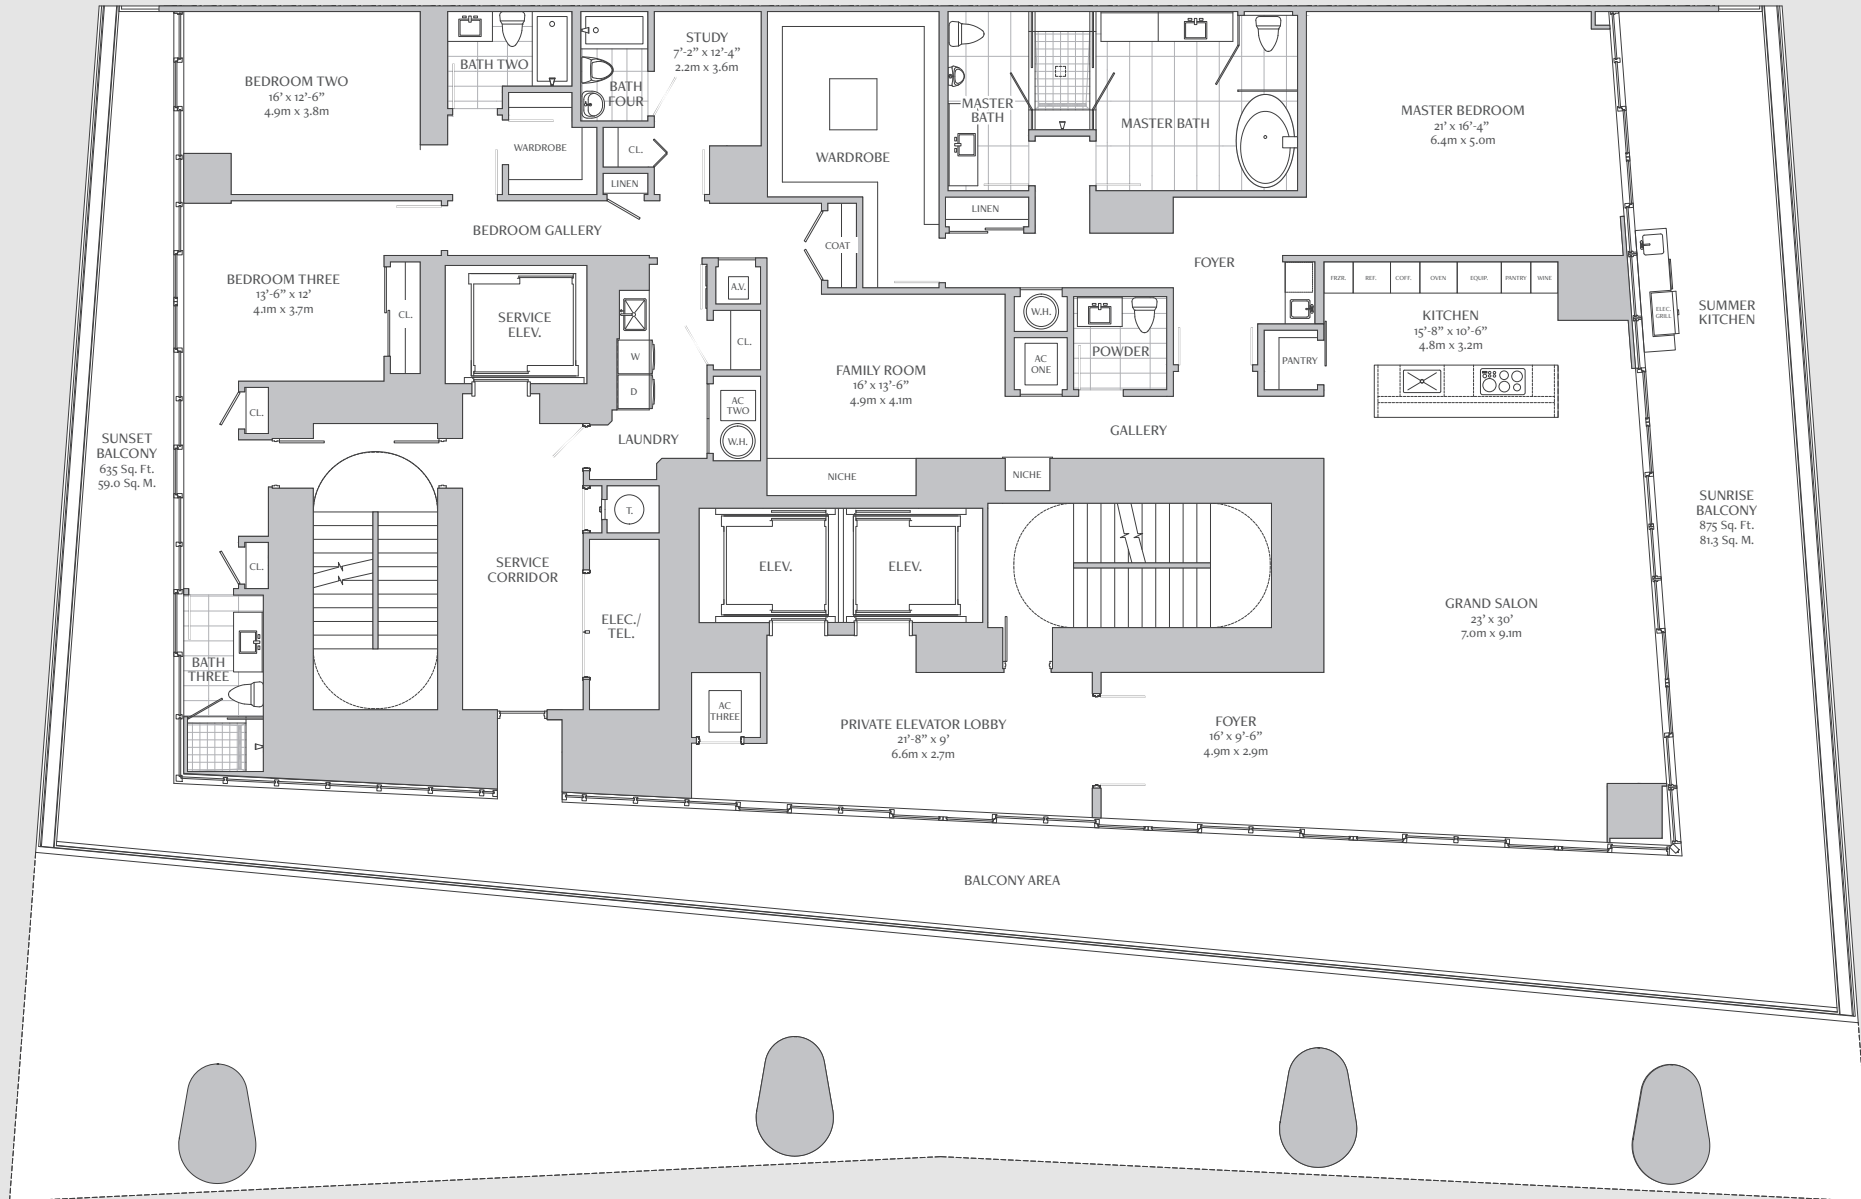 BEDROOM TWO
16' x 12'-6"
4.9m x 3.8m
BATH TWO
BATH
FOUR
STUDY
7'-2" x 12'-4"
2.2m x 3.6m
WARDROBE
CL.
LINEN
WARDROBE
MASTER
BATH
MASTER BATH
LINEN
MASTER BEDROOM
21' x 16'-4"
6.4m x 5.0m
BEDROOM GALLERY
COAT
FOYER
BEDROOM THREE
13'-6" x 12'
4.1m x 3.7m
CL.
SERVICE
ELEV.
W
D
A.V.
CL.
AC
TWO
W.H.
LAUNDRY
FAMILY ROOM
16' x 13'-6"
4.9m x 4.1m
W.H.
AC
ONE
POWDER
PANTRY
FRZR.
REF.
COFF.
OVEN
EQUIP.
PANTRY
WINE
KITCHEN
15'-8" x 10'-6"
4.8m x 3.2m
ELEC.
GRILL
SUMMER
KITCHEN
CL.
SUNSET
BALCONY
635 Sq. Ft.
59.0 Sq. M.
GALLERY
NICHE
NICHE
T.
SUNRISE
BALCONY
875 Sq. Ft.
81.3 Sq. M.
CL.
SERVICE
CORRIDOR
ELEV.
ELEV.
ELEC./
TEL.
GRAND SALON
23' x 30'
7.0m x 9.1m
BATH
THREE
AC
THREE
PRIVATE ELEVATOR LOBBY
21'-8" x 9'
6.6m x 2.7m
FOYER
16' x 9'-6"
4.9m x 2.9m
BALCONY AREA